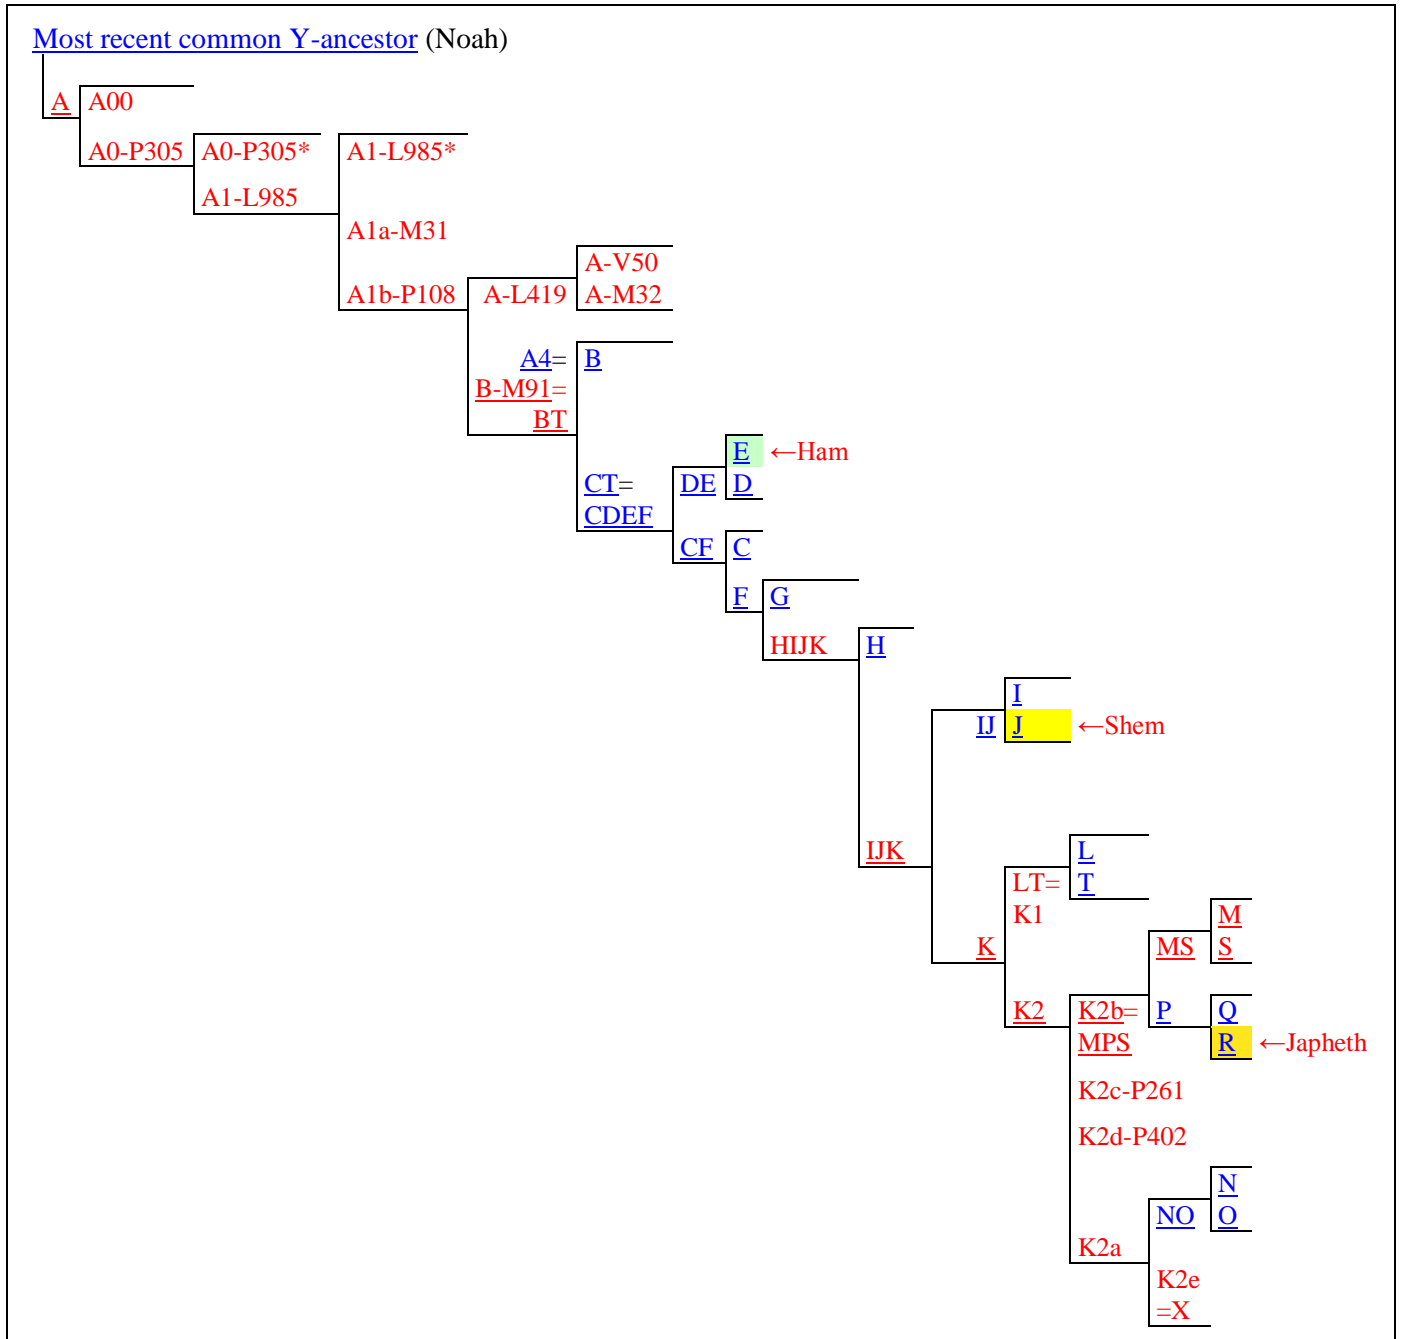 Most recent common Y-ancestor (Noah)
A A00
A0-P305 A0-P305* A1-L985*
A1-L985
A1a-M31
A-V50
A1b-P108 A-L419 A-M32
A4= B
B-M91=
BT
E ←Ham
CT= DE D
CDEF
CF C
F G
HIJK H
I
IJ J ←Shem
IJK L
LT= T
K1 M
K MS S
K2 K2b= P Q
MPS R ←Japheth
K2c-P261
K2d-P402
N
NO O
K2a
K2e
=X